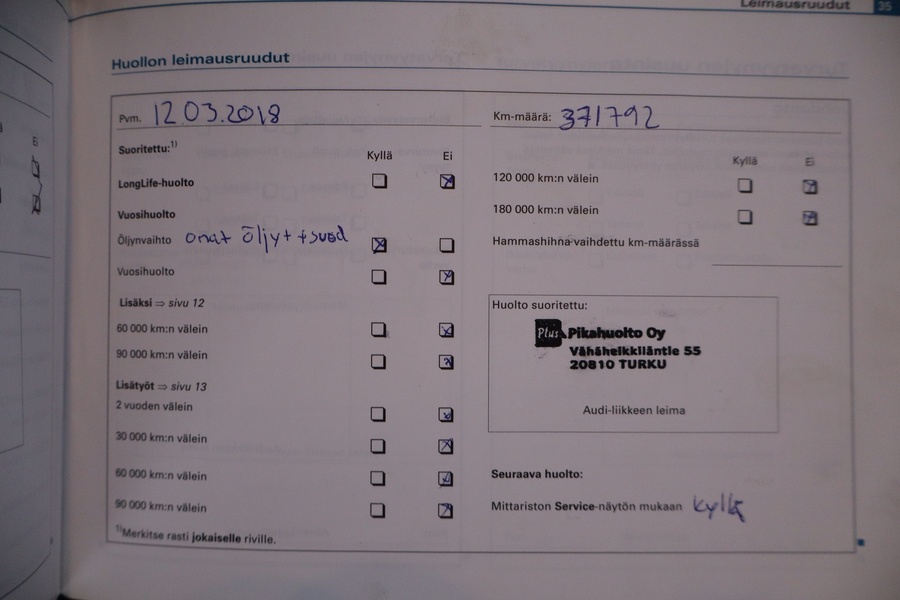 Leimausruudut 35
Huollon leimausruudut
Pvm. 12.03.2018
Suoritettu:1)
Kyllä Ei
LongLife-huolto
Vuosihuolto
Öljynvaihto omat öljyt + suod
Vuosihuolto
Lisäksi ⇒ sivu 12
60 000 km:n välein
90 000 km:n välein
Lisätyöt ⇒ sivu 13
2 vuoden välein
30 000 km:n välein
60 000 km:n välein
90 000 km:n välein
1)Merkitse rasti jokaiselle riville.
Km-määrä: 371792
Kyllä Ei
120 000 km:n välein
180 000 km:n välein
Hammashihna vaihdettu km-määrässä
Huolto suoritettu:
Plus Pikahuolto Oy
Vähäheikkiläntie 55
20810 TURKU
Audi-liikkeen leima
Seuraava huolto:
Mittariston Service-näytön mukaan kyllä